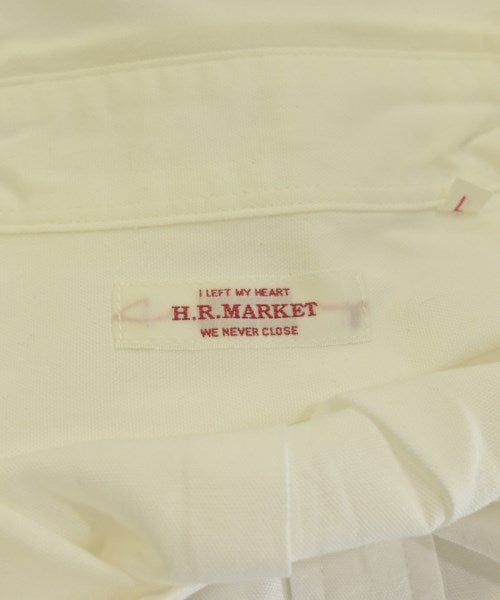 I LEFT MY HEART
H.R.MARKET
WE NEVER CLOSE